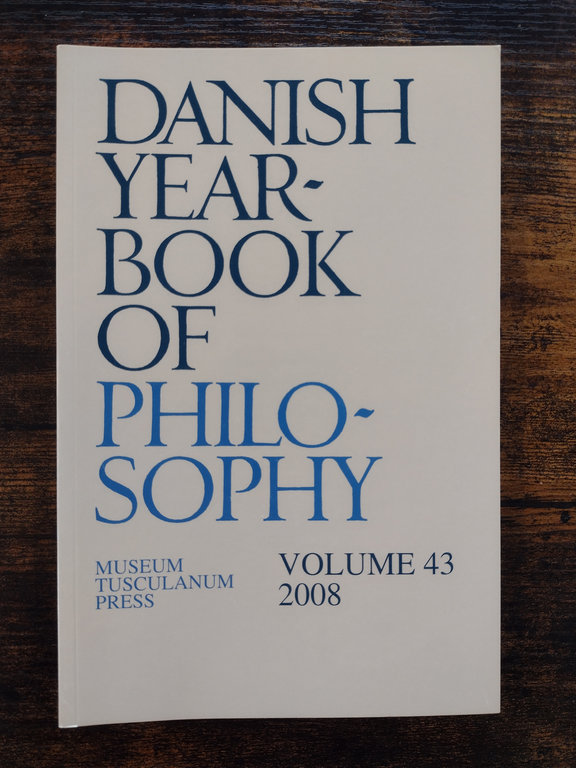 DANISH
YEAR-
BOOK
OF
PHILO-
SOPHY
MUSEUM
TUSCULANUM
PRESS
VOLUME 43
2008